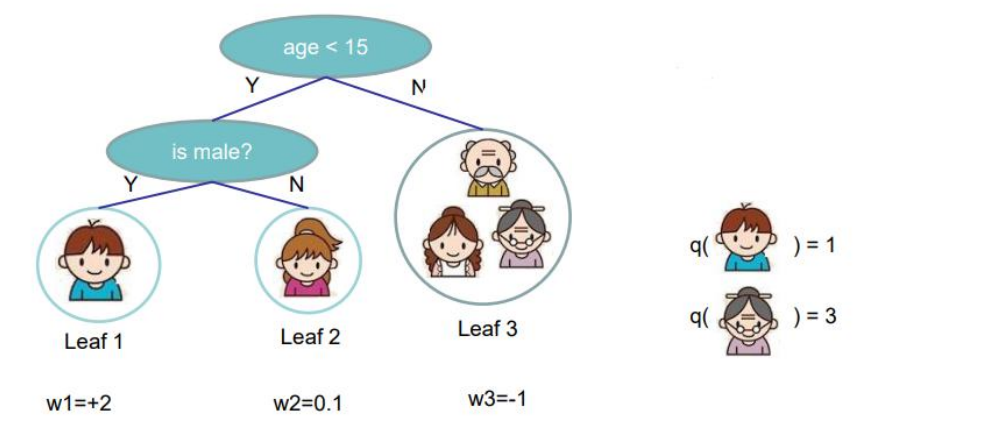 age < 15
Y
N
is male?
Y
N
q( ) = 1
q( ) = 3
Leaf 1
Leaf 2
Leaf 3
w1=+2
w2=0.1
w3=-1